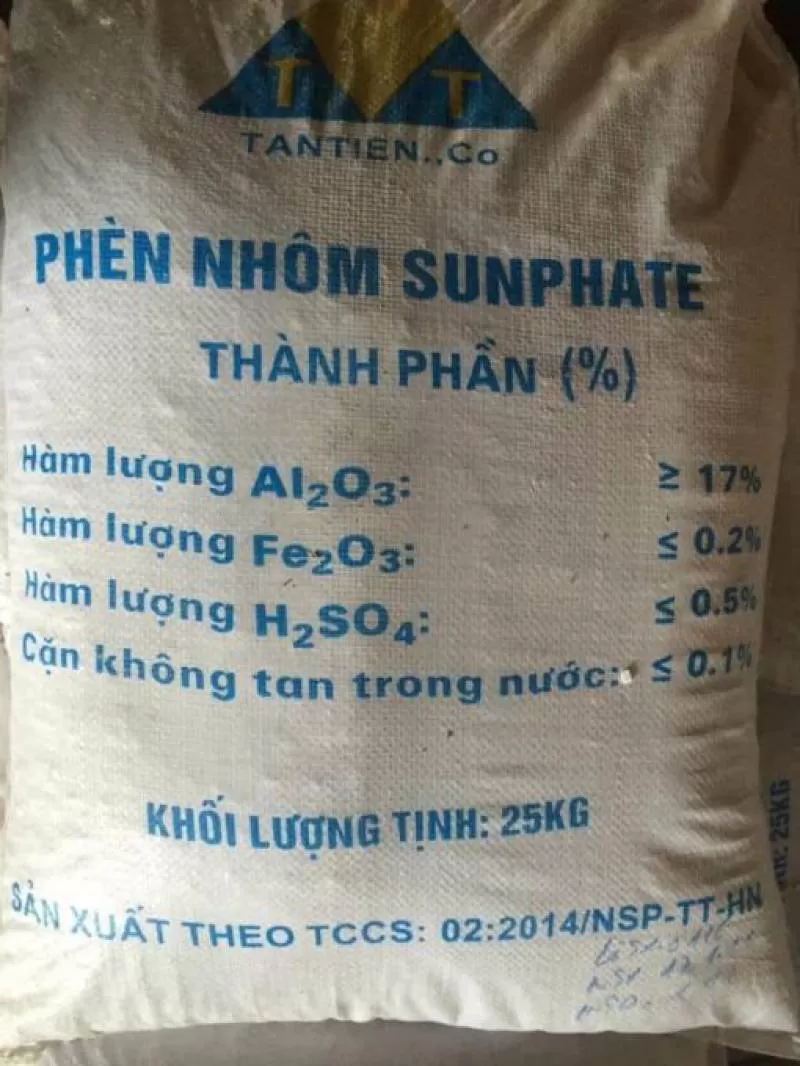 T T
TANTIEN.,Co
PHÈN NHÔM SUNPHATE
THÀNH PHẦN (%)
Hàm lượng Al₂O₃: ≥ 17%
Hàm lượng Fe₂O₃: ≤ 0.2%
Hàm lượng H₂SO₄: ≤ 0.5%
Cặn không tan trong nước: ≤ 0.1%
KHỐI LƯỢNG TỊNH: 25KG
SẢN XUẤT THEO TCCS: 02:2014/NSP-TT-HN
25KG